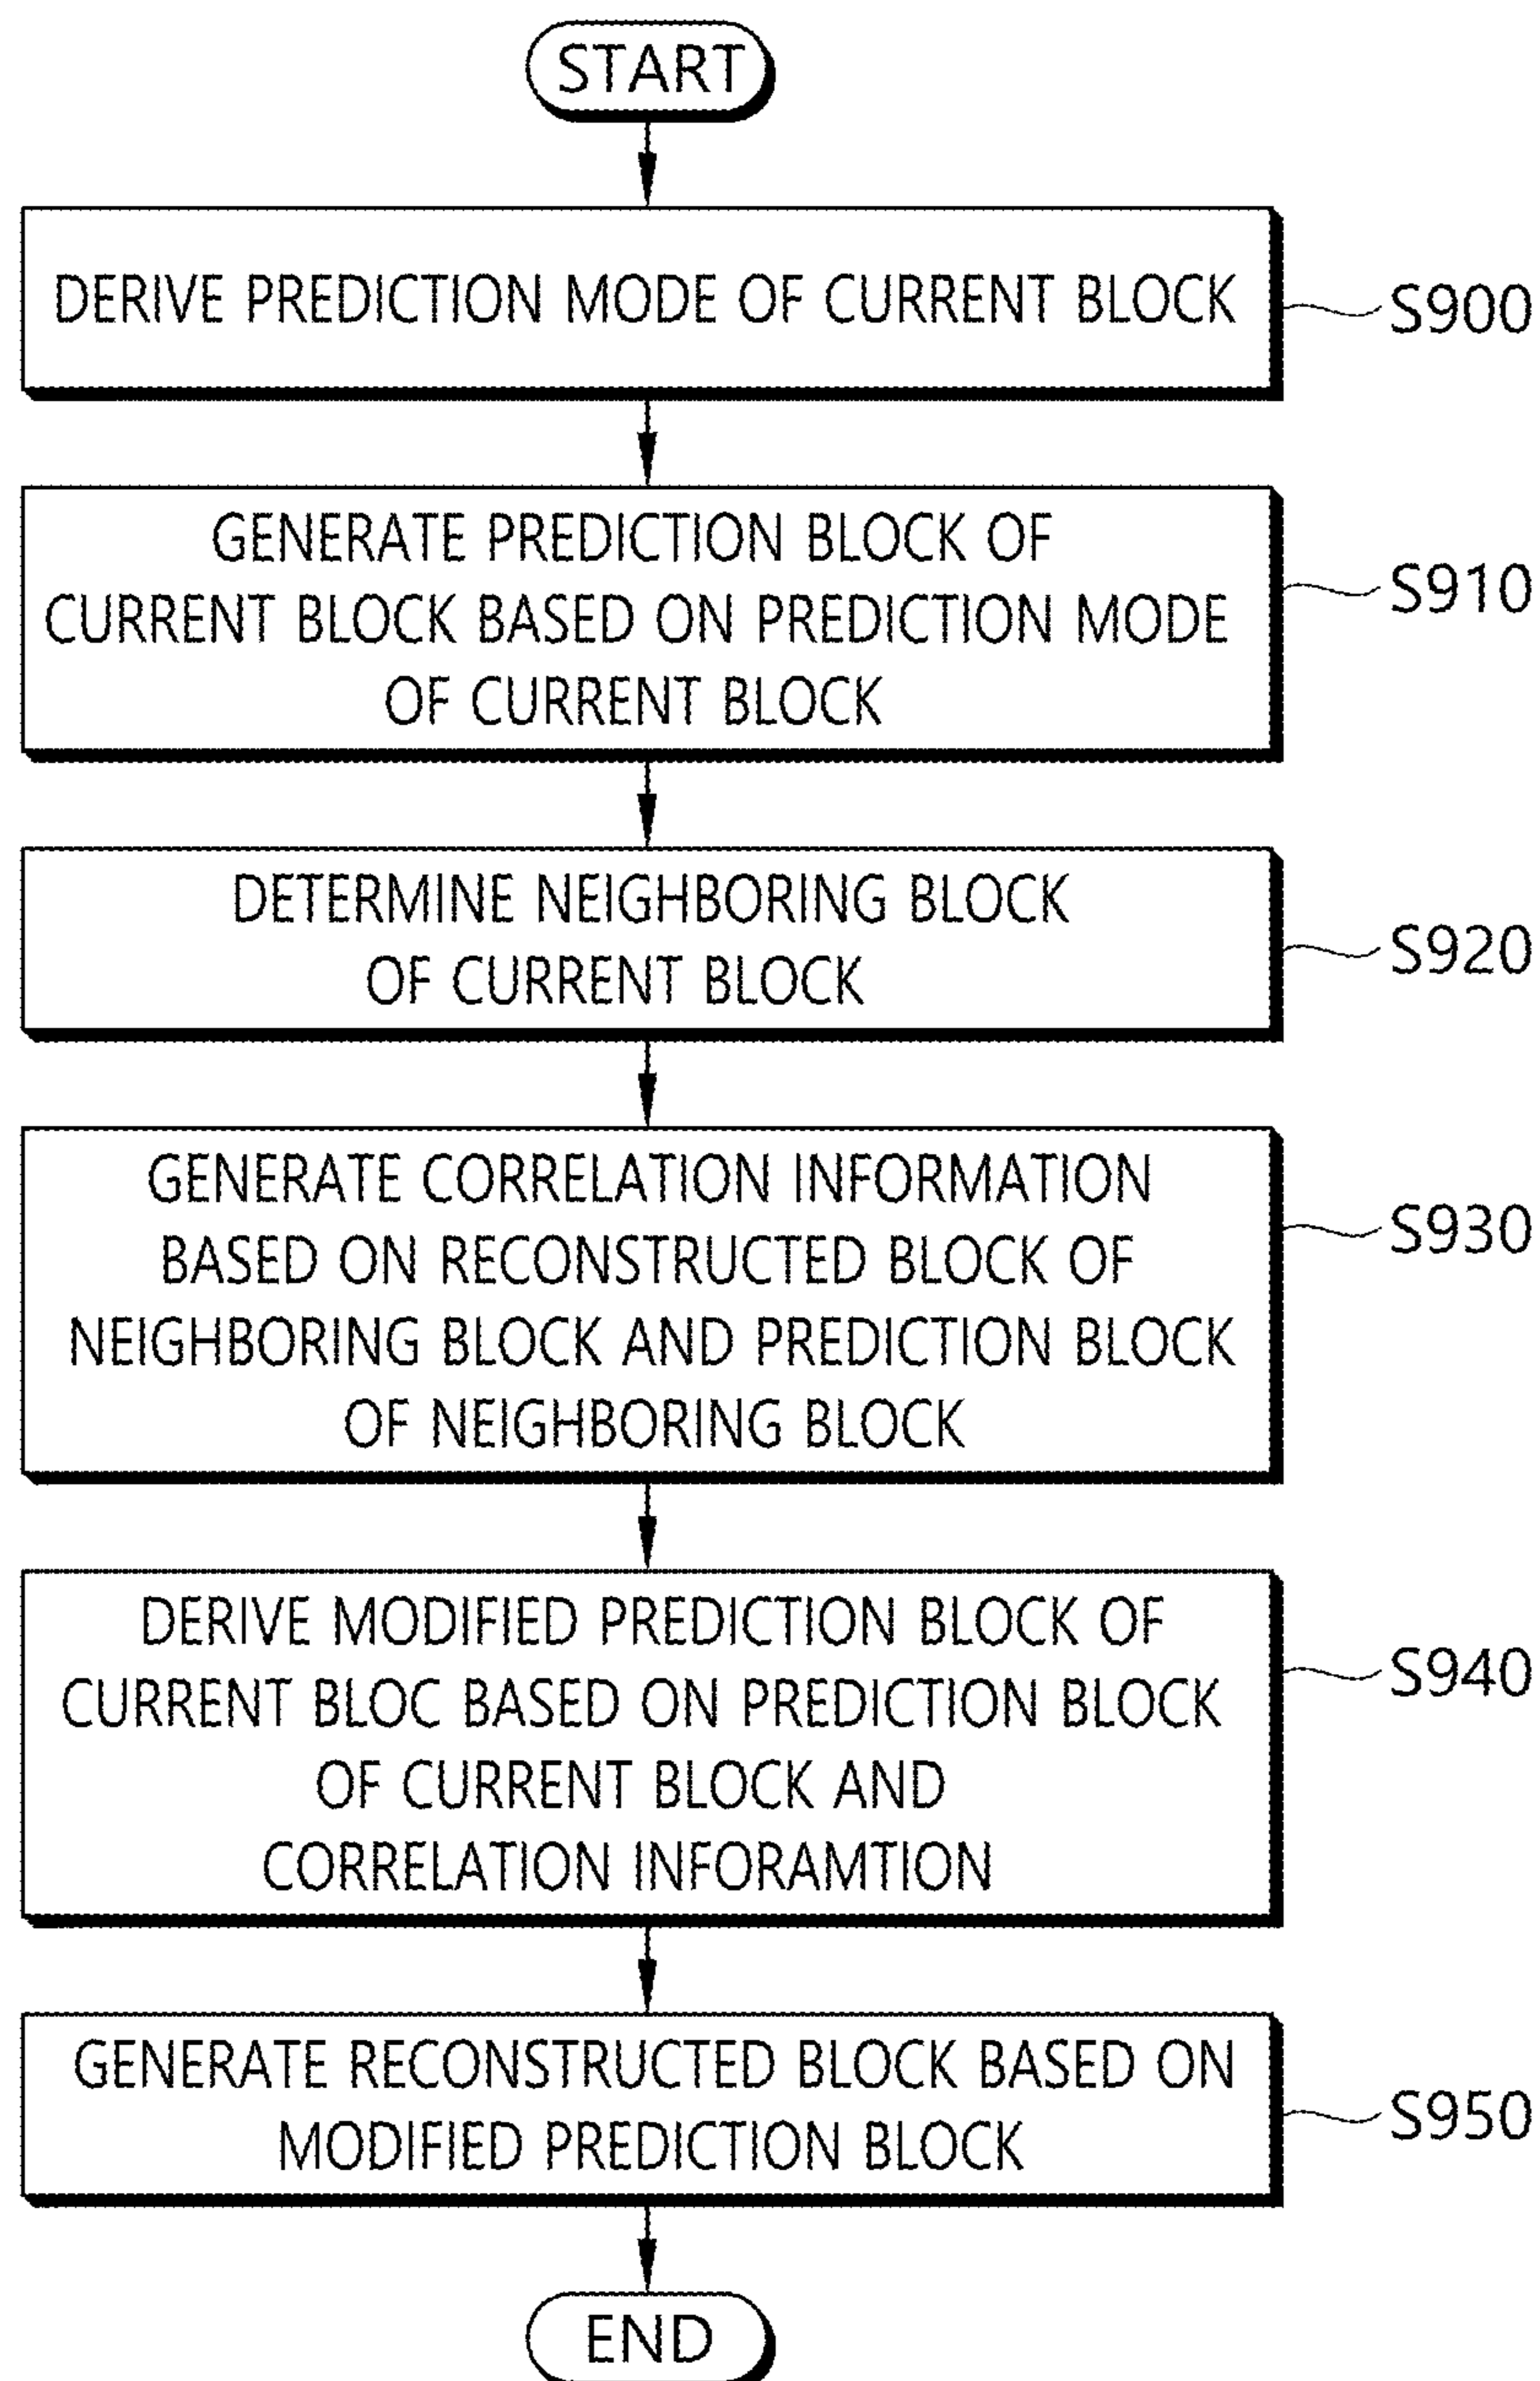 START
DERIVE PREDICTION MODE OF CURRENT BLOCK
S900
GENERATE PREDICTION BLOCK OF
CURRENT BLOCK BASED ON PREDICTION MODE
OF CURRENT BLOCK
S910
DETERMINE NEIGHBORING BLOCK
OF CURRENT BLOCK
S920
GENERATE CORRELATION INFORMATION
BASED ON RECONSTRUCTED BLOCK OF
NEIGHBORING BLOCK AND PREDICTION BLOCK
OF NEIGHBORING BLOCK
S930
DERIVE MODIFIED PREDICTION BLOCK OF
CURRENT BLOC BASED ON PREDICTION BLOCK
OF CURRENT BLOCK AND
CORRELATION INFORAMTION
S940
GENERATE RECONSTRUCTED BLOCK BASED ON
MODIFIED PREDICTION BLOCK
S950
END